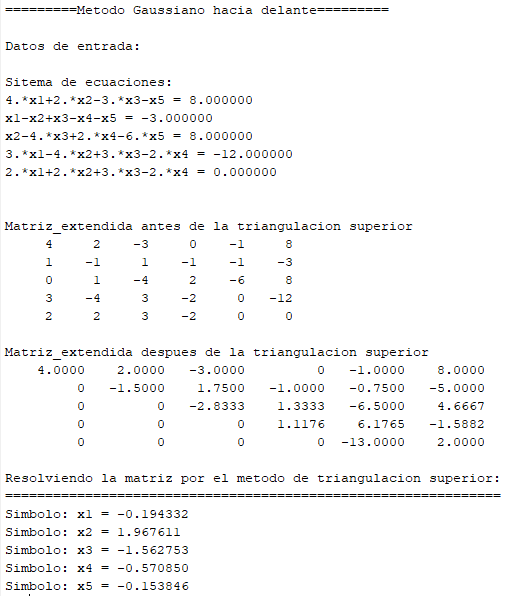 =========Metodo Gaussiano hacia delante=========
Datos de entrada:
Sitema de ecuaciones:
4.*x1+2.*x2-3.*x3-x5 = 8.000000
x1-x2+x3-x4-x5 = -3.000000
x2-4.*x3+2.*x4-6.*x5 = 8.000000
3.*x1-4.*x2+3.*x3-2.*x4 = -12.000000
2.*x1+2.*x2+3.*x3-2.*x4 = 0.000000
Matriz_extendida antes de la triangulacion superior
4 2 -3 0 -1 8
1 -1 1 -1 -1 -3
0 1 -4 2 -6 8
3 -4 3 -2 0 -12
2 2 3 -2 0 0
Matriz_extendida despues de la triangulacion superior
4.0000 2.0000 -3.0000 0 -1.0000 8.0000
0 -1.5000 1.7500 -1.0000 -0.7500 -5.0000
0 0 -2.8333 1.3333 -6.5000 4.6667
0 0 0 1.1176 6.1765 -1.5882
0 0 0 0 -13.0000 2.0000
Resolviendo la matriz por el metodo de triangulacion superior:
==============================================================
Simbolo: x1 = -0.194332
Simbolo: x2 = 1.967611
Simbolo: x3 = -1.562753
Simbolo: x4 = -0.570850
Simbolo: x5 = -0.153846